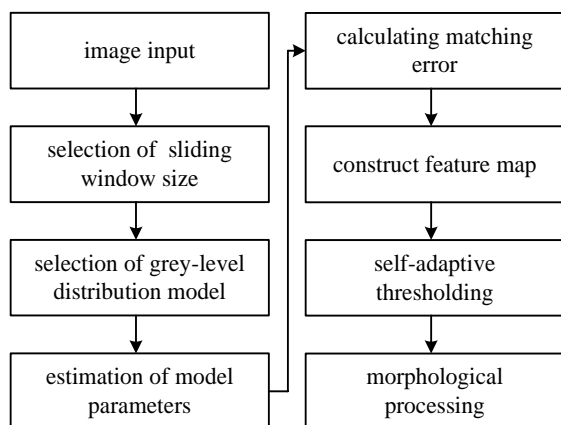 image input
selection of sliding
window size
selection of grey-level
distribution model
estimation of model
parameters
calculating matching
error
construct feature map
self-adaptive
thresholding
morphological
processing